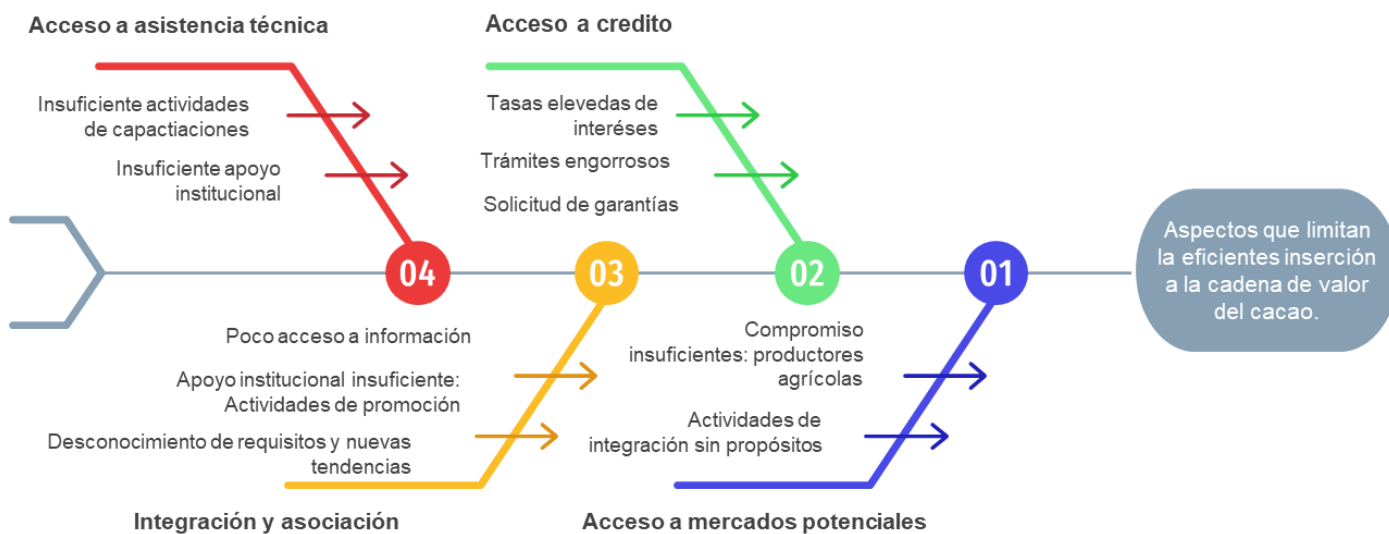 Acceso a asistencia técnica
Insuficiente actividades
de capactiaciones
Insuficiente apoyo
institucional
04
Acceso a credito
Tasas elevedas de
interéses
Trámites engorrosos
Solicitud de garantías
02
Poco acceso a información
Apoyo institucional insuficiente:
Actividades de promoción
Desconocimiento de requisitos y nuevas
tendencias
03
Integración y asociación
Compromiso
insuficientes: productores
agrícolas
Actividades de
integración sin propósitos
01
Acceso a mercados potenciales
Aspectos que limitan
la eficientes inserción
a la cadena de valor
del cacao.